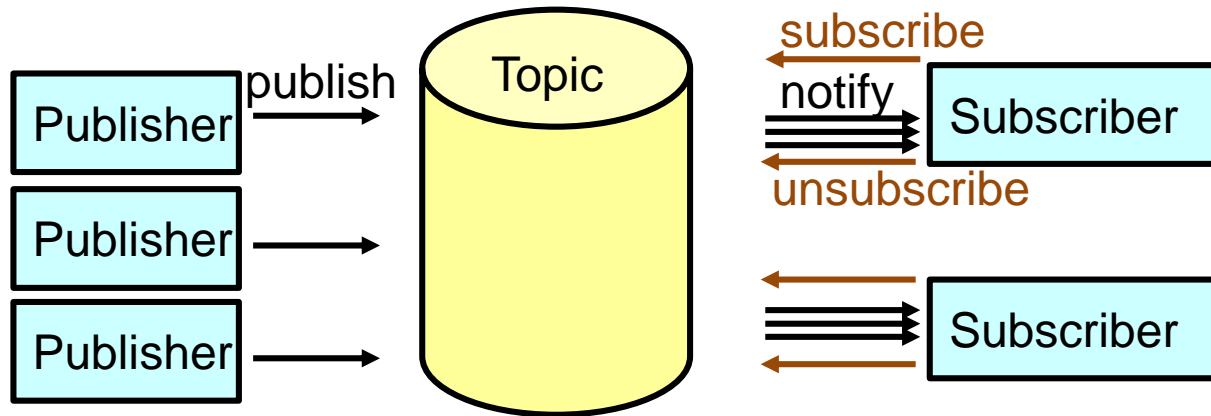 subscribe
Topic
publish
notify
Publisher
Subscriber
unsubscribe
Publisher
Publisher
Subscriber